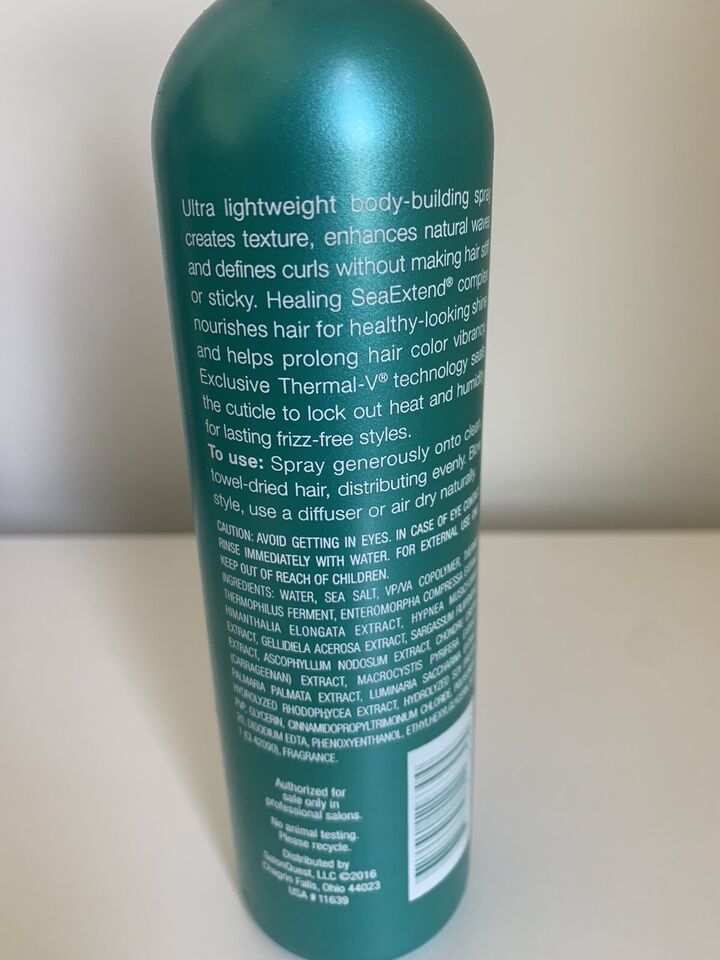 Ultra lightweight body-building spray
creates texture, enhances natural waves
and defines curls without making hair stiff
or sticky. Healing SeaExtend® complex
nourishes hair for healthy-looking shine
and helps prolong hair color vibrancy.
Exclusive Thermal-V® technology seals
the cuticle to lock out heat and humidity
for lasting frizz-free styles.
To use: Spray generously onto clean,
towel-dried hair, distributing evenly. Blow
style, use a diffuser or air dry naturally.
CAUTION: AVOID GETTING IN EYES. IN CASE OF EYE CONTACT
RINSE IMMEDIATELY WITH WATER. FOR EXTERNAL USE ONLY
KEEP OUT OF REACH OF CHILDREN.
INGREDIENTS: WATER, SEA SALT, VP/VA COPOLYMER,
THERMOPHILUS FERMENT, ENTEROMORPHA COMPRESSA
HIMANTHALIA ELONGATA EXTRACT, HYPNEA
EXTRACT, GELLIDIELA ACEROSA EXTRACT, SARGASSUM
EXTRACT, ASCOPHYLLUM NODOSUM EXTRACT,
(CARRAGEENAN) EXTRACT, MACROCYSTIS PYRIFERA
PALMARIA PALMATA EXTRACT, LUMINARIA SACCHARINA
HYDROLYZED RHODOPHYCEA EXTRACT, HYDROLYZED
PVP, GLYCERIN, CINNAMIDOPROPYLTRIMONIUM CHLORIDE,
20, DISODIUM EDTA, PHENOXYETHANOL,
1 (CI 42090), FRAGRANCE.
Authorized for
sale only in
professional salons.
No animal testing.
Please recycle.
Distributed by
SalonQuest, LLC ©2016
Chagrin Falls, Ohio 44023
USA # 11639